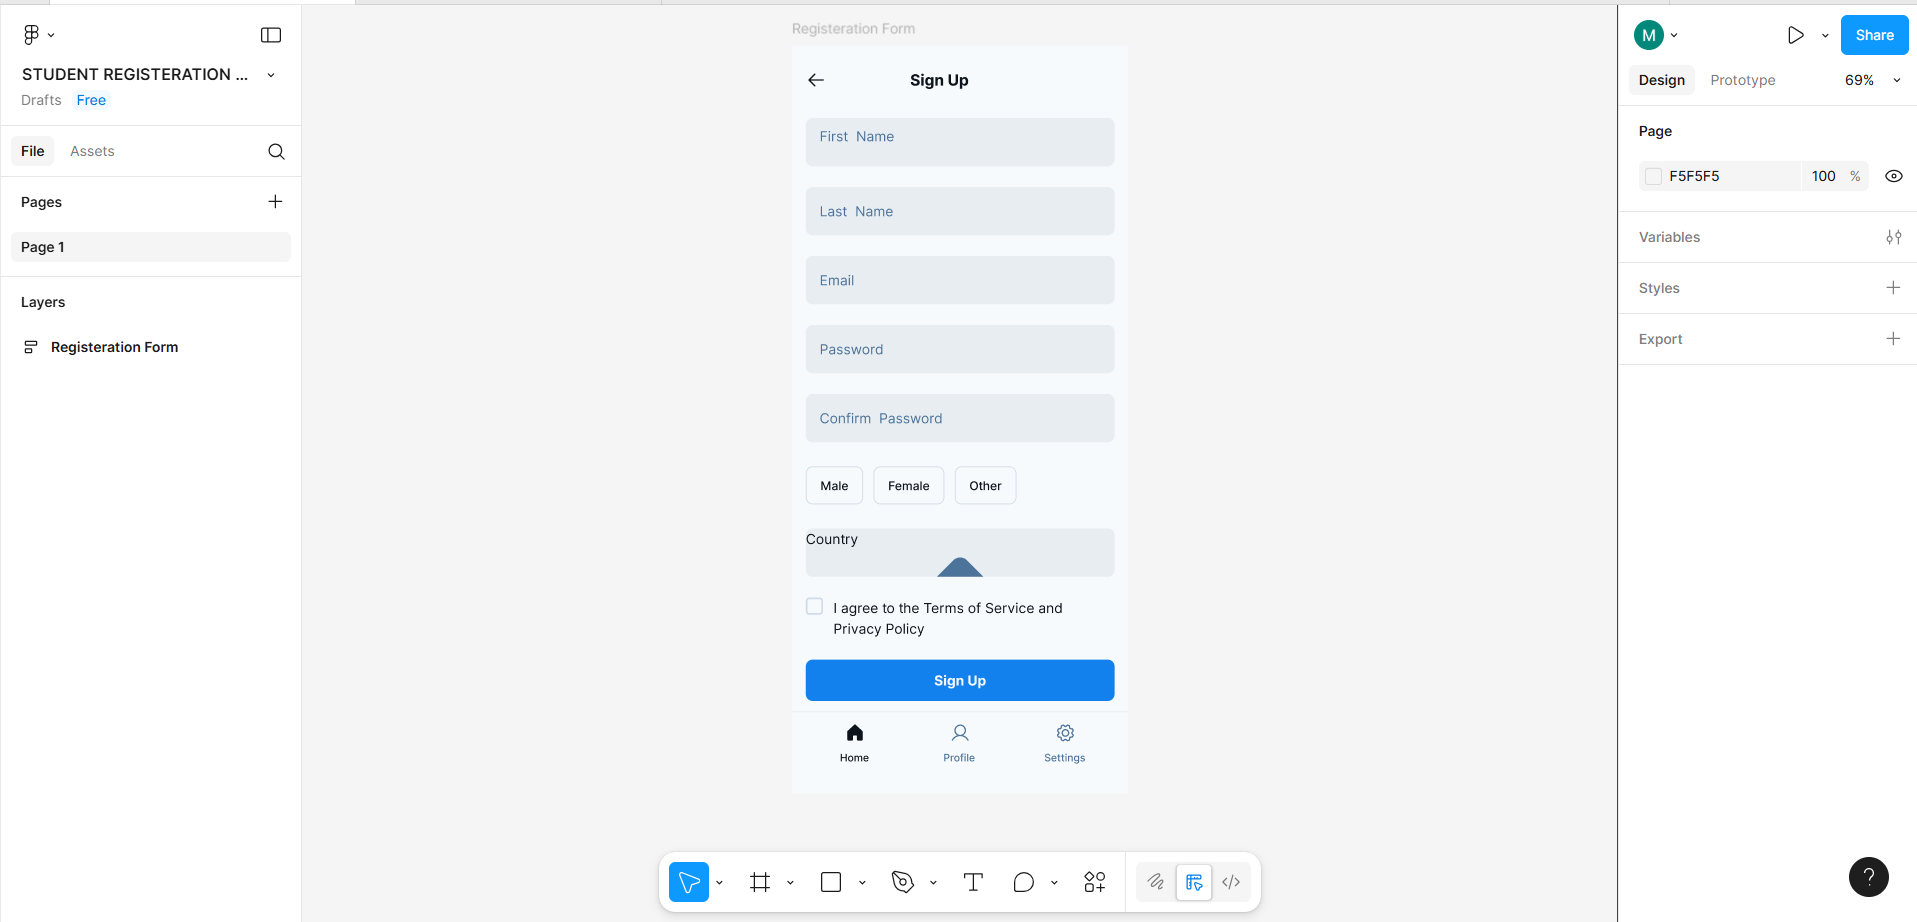 STUDENT REGISTERATION ...
Drafts Free
File Assets
Pages
Page 1
Layers
Registeration Form
Registeration Form
Sign Up
First Name
Last Name
Email
Password
Confirm Password
Male Female Other
Country
I agree to the Terms of Service and
Privacy Policy
Sign Up
Home Profile Settings
M
Share
Design Prototype 69%
Page
F5F5F5 100 %
Variables
Styles
Export
?